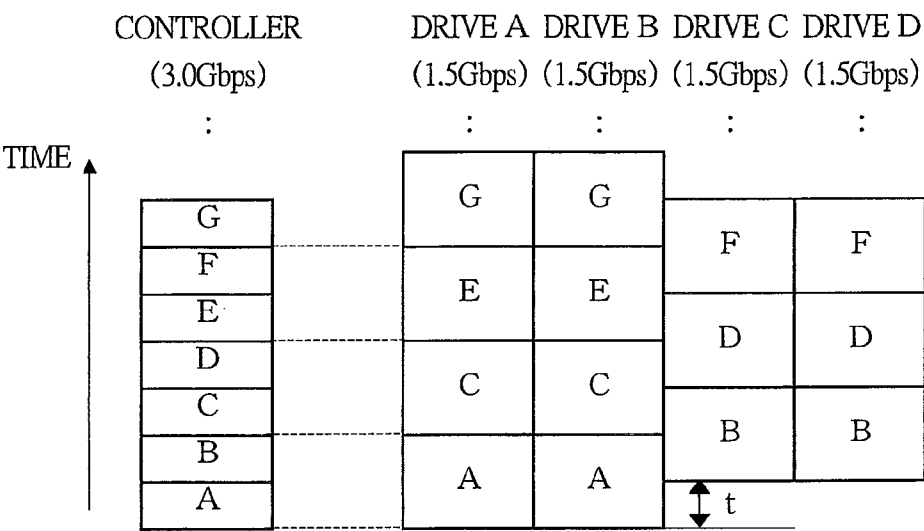 CONTROLLER DRIVE A DRIVE B DRIVE C DRIVE D
(3.0Gbps) (1.5Gbps) (1.5Gbps) (1.5Gbps) (1.5Gbps)
: : : : :
TIME
G G G
G F F
F E E
E D D
D C C
C B B
B A A
A t